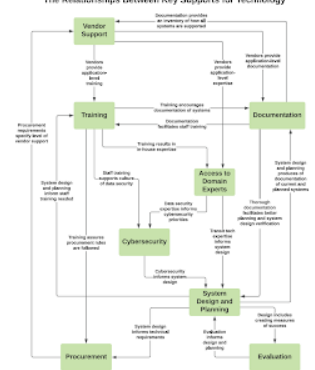 The Relationships Between Key Supports for Technology
Documentation provides
an inventory of how all
systems are supported
Vendor
Support
Vendors
provide
application-
level
training
Vendors
provide
application-
level
expertise
Vendors provide
application-level
documentation
Training encourages
documentation of systems
Training
Documentation
Documentation
facilitates staff training
Procurement
requirements
specify level of
vendor support
Training results in
in-house expertise
Staff training
supports culture
of data security
Access to
Domain
Experts
System design
and planning
produces of
documentation
of current and
planned systems
System design
and planning
inform staff
training needed
Data security
expertise informs
cybersecurity
priorities
Thorough
documentation
facilitates better
planning and system
design verification
Training assures
procurement rules
are followed
Cybersecurity
expertise
informs
system
design
Cybersecurity
informs system
design
System
Design and
Planning
System design
informs technical
requirements
Evaluation
informs
design and
planning
Design includes
creating measures
of success
Procurement
Evaluation